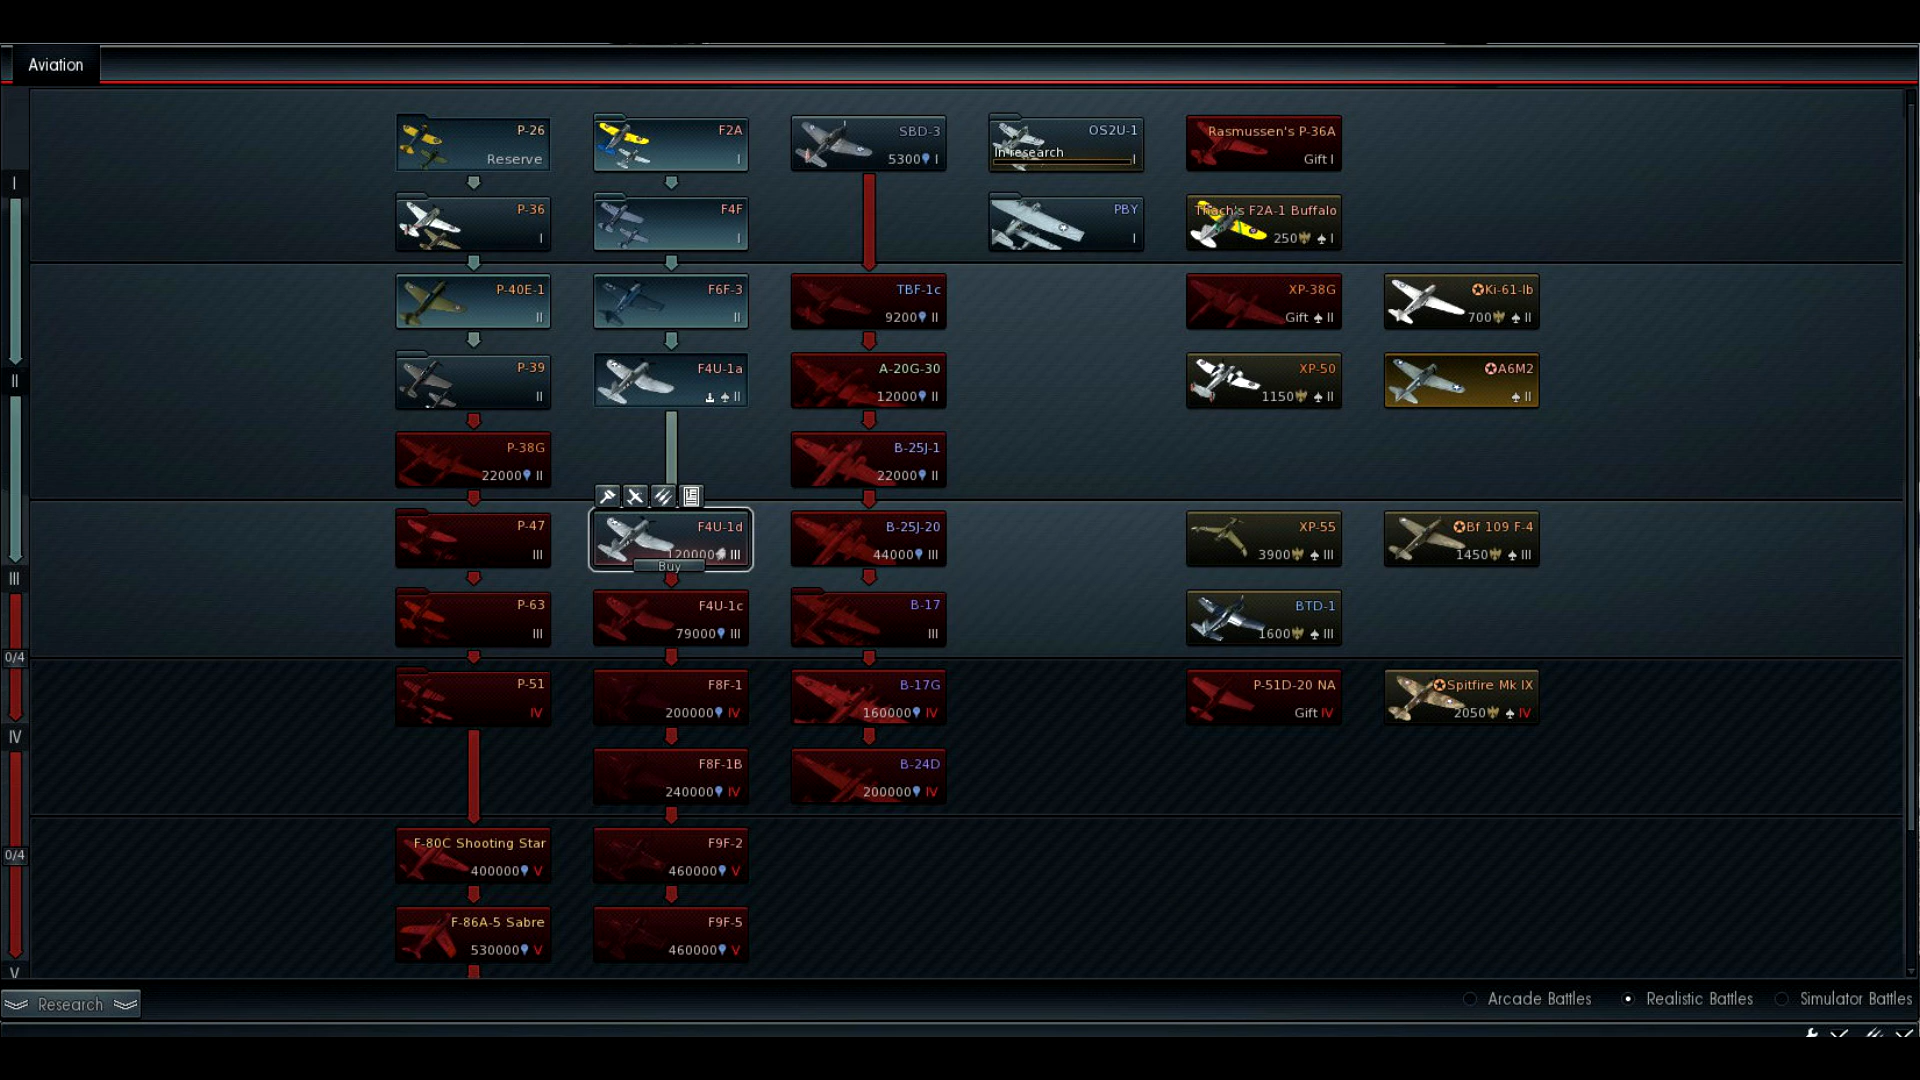 Aviation
P-26
Reserve
F2A
I
SBD-3
5300 I
OS2U-1
In research
I
Rasmussen's P-36A
Gift I
P-36
I
F4F
I
PBY
I
Thach's F2A-1 Buffalo
250 I
I
P-40E-1
II
F6F-3
II
TBF-1c
9200 II
XP-38G
Gift II
Ki-61-Ib
700 II
P-39
II
F4U-1a
II
A-20G-30
12000 II
XP-50
1150 II
A6M2
II
II
P-38G
22000 II
B-25J-1
22000 II
P-47
III
F4U-1d
120000 III
Buy
B-25J-20
44000 III
XP-55
3900 III
Bf 109 F-4
1450 III
III
P-63
III
F4U-1c
79000 III
B-17
III
BTD-1
1600 III
0/4
P-51
IV
F8F-1
200000 IV
B-17G
160000 IV
P-51D-20 NA
Gift IV
Spitfire Mk IX
2050 IV
IV
F8F-1B
240000 IV
B-24D
200000 IV
0/4
F-80C Shooting Star
400000 V
F9F-2
460000 V
F-86A-5 Sabre
530000 V
F9F-5
460000 V
V
Research
Arcade Battles
Realistic Battles
Simulator Battles